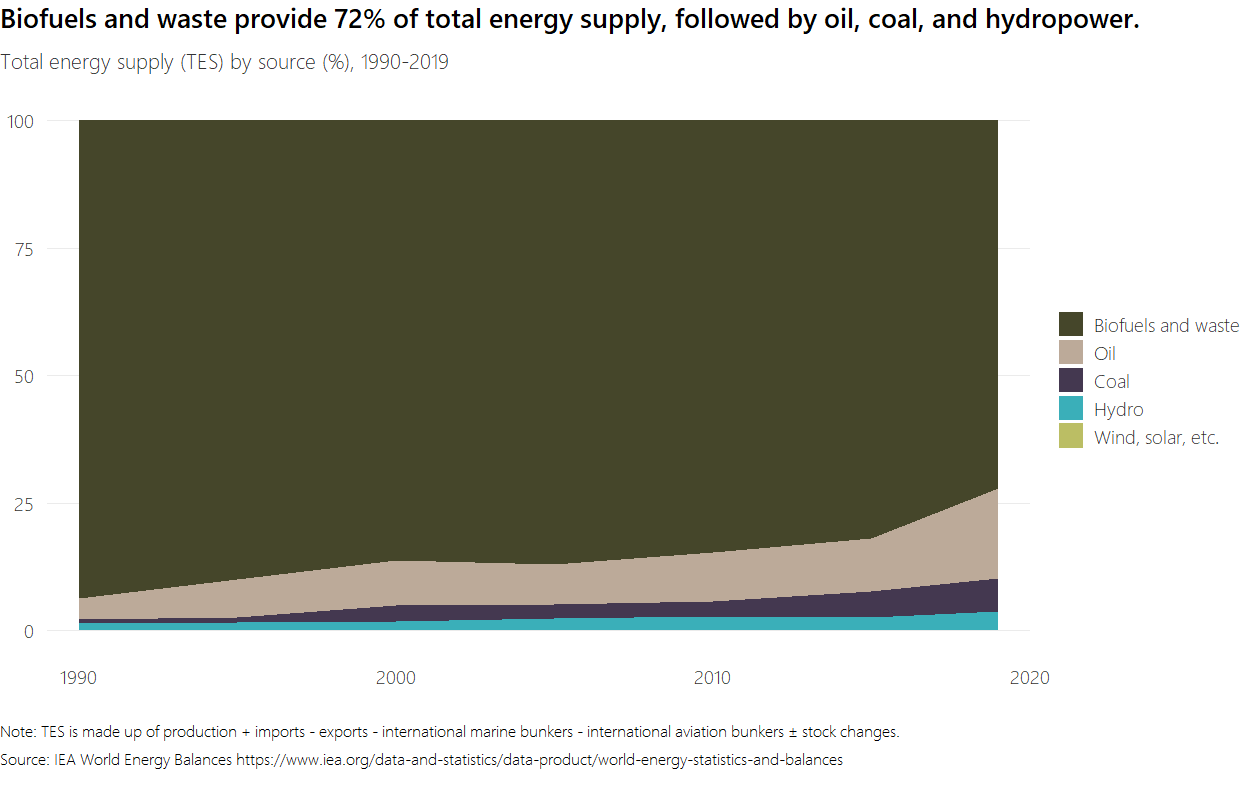 Biofuels and waste provide 72% of total energy supply, followed by oil, coal, and hydropower.
Total energy supply (TES) by source (%), 1990-2019
100
75
50
25
0
1990
2000
2010
2020
Biofuels and waste
Oil
Coal
Hydro
Wind, solar, etc.
Note: TES is made up of production + imports - exports - international marine bunkers - international aviation bunkers ± stock changes.
Source: IEA World Energy Balances https://www.iea.org/data-and-statistics/data-product/world-energy-statistics-and-balances